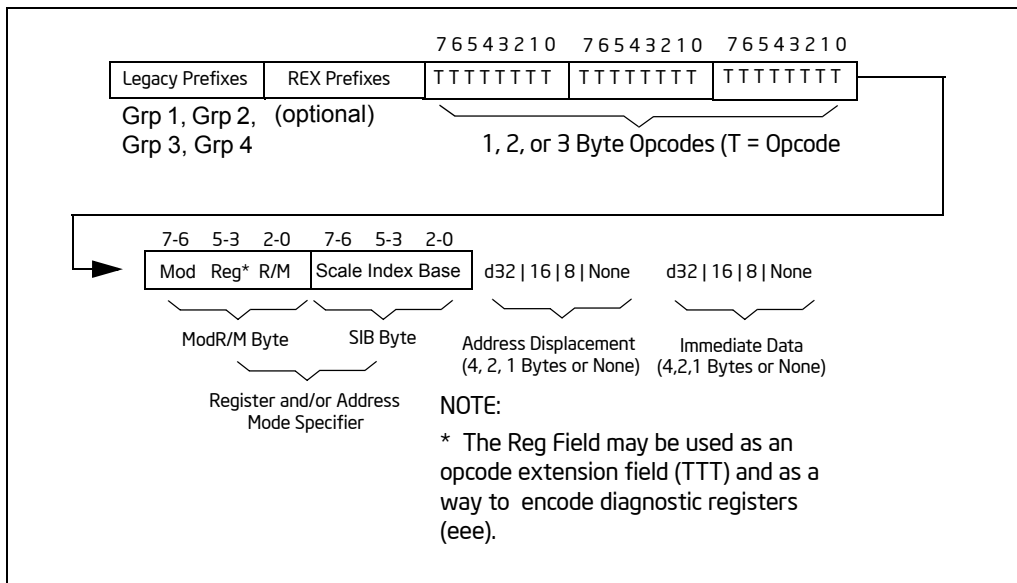 7 6 5 4 3 2 1 0 7 6 5 4 3 2 1 0 7 6 5 4 3 2 1 0
Legacy Prefixes REX Prefixes T T T T T T T T T T T T T T T T T T T T T T T T
Grp 1, Grp 2, (optional)
Grp 3, Grp 4
1, 2, or 3 Byte Opcodes (T = Opcode
7-6 5-3 2-0 7-6 5-3 2-0
Mod Reg* R/M Scale Index Base d32 | 16 | 8 | None d32 | 16 | 8 | None
ModR/M Byte SIB Byte Address Displacement Immediate Data
(4, 2, 1 Bytes or None) (4,2,1 Bytes or None)
Register and/or Address
Mode Specifier
NOTE:
* The Reg Field may be used as an
opcode extension field (TTT) and as a
way to encode diagnostic registers
(eee).